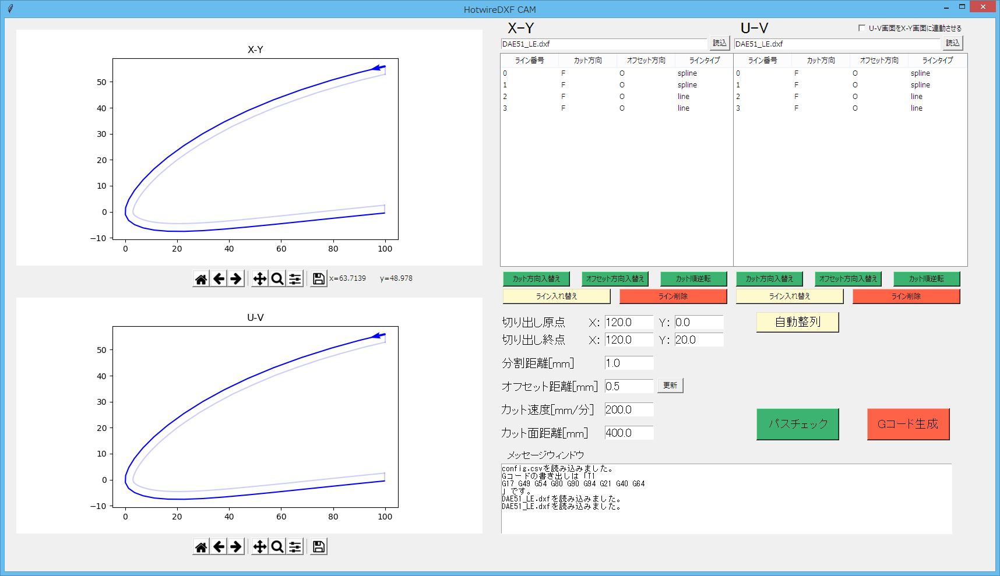 HotwireDXF CAM
X-Y
50
40
30
20
10
0
−10
0 20 40 60 80 100
x=63.7139 y=48.978
U-V
50
40
30
20
10
0
−10
0 20 40 60 80 100
X-Y
U-V
U-V画面をX-Y画面に連動させる
DAE51_LE.dxf 読込
DAE51_LE.dxf 読込
ライン番号 カット方向 オフセット方向 ラインタイプ ライン番号 カット方向 オフセット方向 ラインタイプ
0 F O spline 0 F O spline
1 F O spline 1 F O spline
2 F O line 2 F O line
3 F O line 3 F O line
カット方向入替え オフセット方向入替え カット順逆転 カット方向入替え オフセット方向入替え カット順逆転
ライン入れ替え ライン削除 ライン入れ替え ライン削除
切り出し原点 X: 120.0 Y: 0.0 自動整列
切り出し終点 X: 120.0 Y: 20.0
分割距離[mm] 1.0
オフセット距離[mm] 0.5 更新
カット速度[mm/分] 200.0
カット面距離[mm] 400.0
パスチェック Gコード生成
メッセージウィンドウ
config.csvを読み込みました。
Gコードの書き出しは「T1
G17 G49 G54 G80 G90 G94 G21 G40 G64
」です。
DAE51_LE.dxfを読み込みました。
DAE51_LE.dxfを読み込みました。